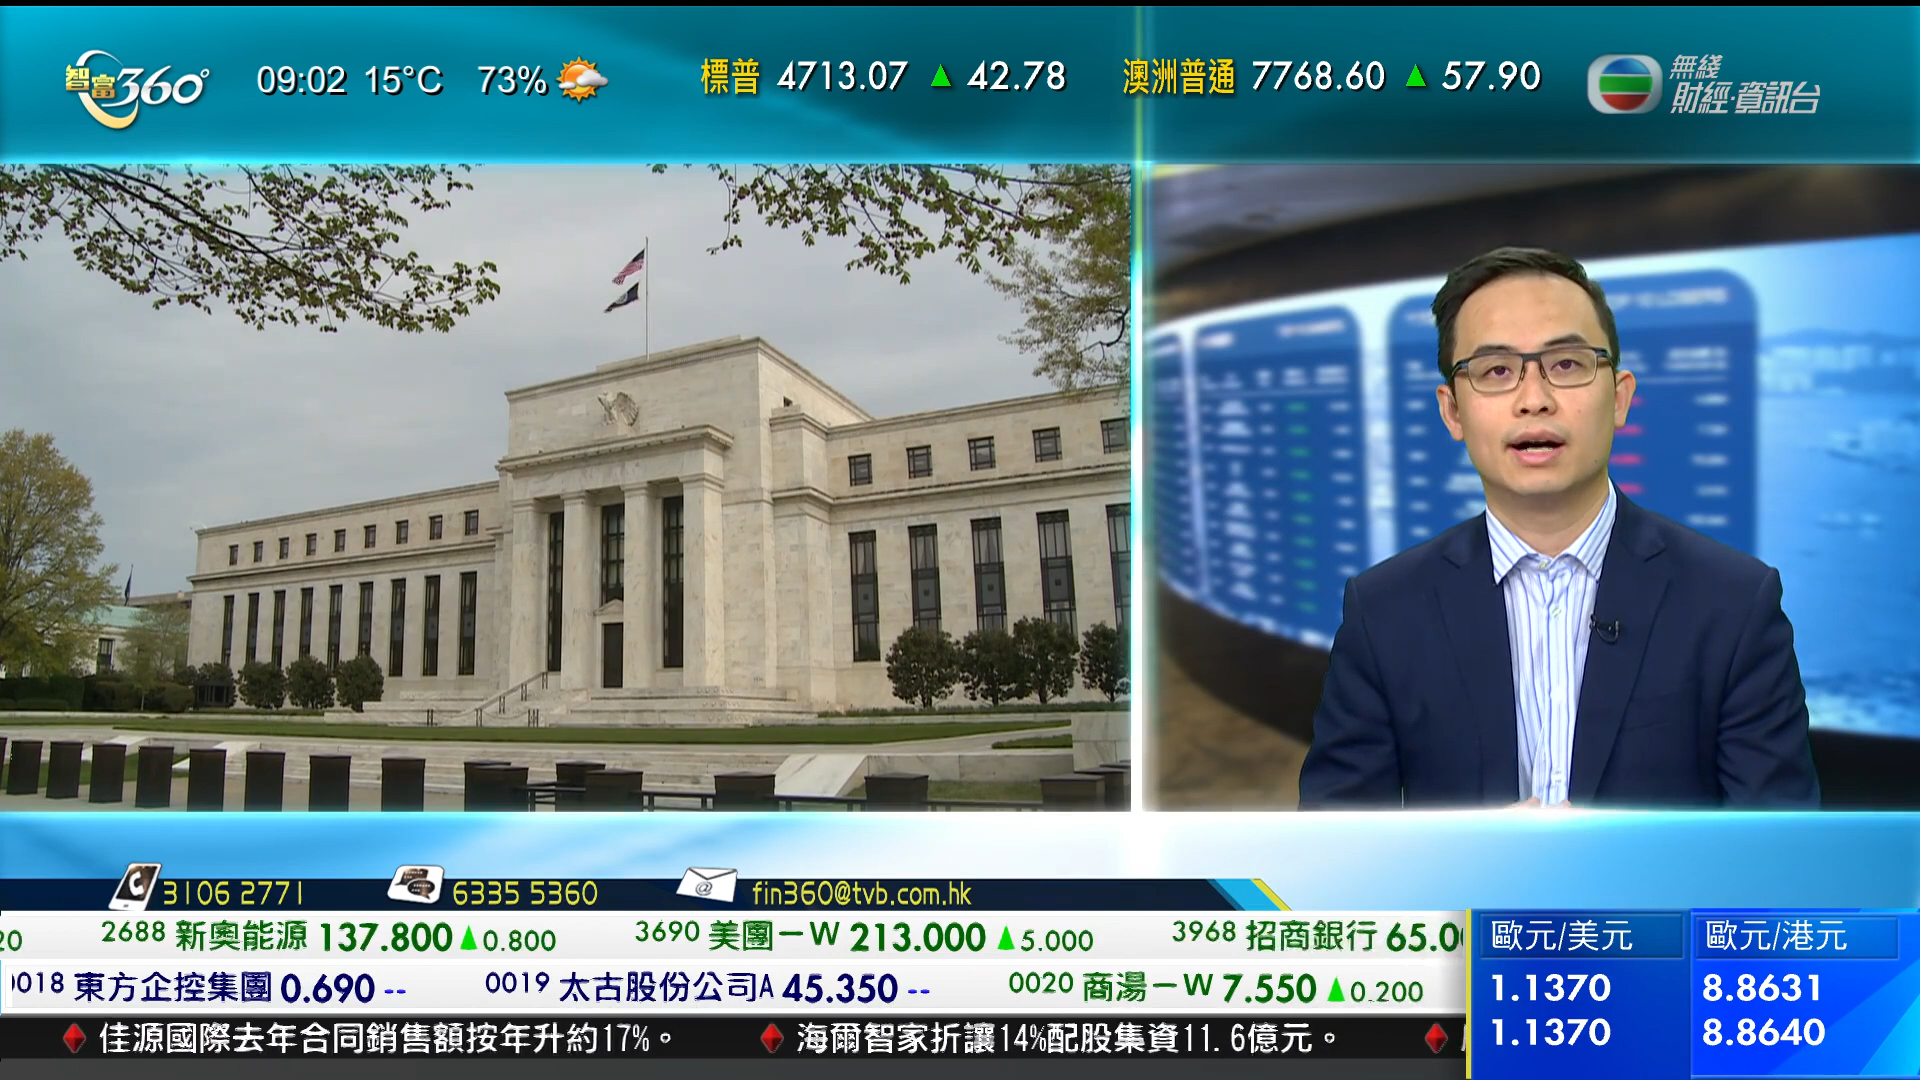 智富360°
09:02 15°C 73%
標普 4713.07 ▲ 42.78
澳洲普通 7768.60 ▲ 57.90
無綫
財經·資訊台
3106 2771
6335 5360
fin360@tvb.com.hk
20 2688 新奧能源 137.800 ▲0.800 3690 美團－W 213.000 ▲5.000 3968 招商銀行 65.0
0018 東方企控集團 0.690 -- 0019 太古股份公司A 45.350 -- 0020 商湯－W 7.550 ▲0.200
佳源國際去年合同銷售額按年升約17%。 海爾智家折讓14%配股集資11.6億元。
歐元/美元
1.1370
1.1370
歐元/港元
8.8631
8.8640